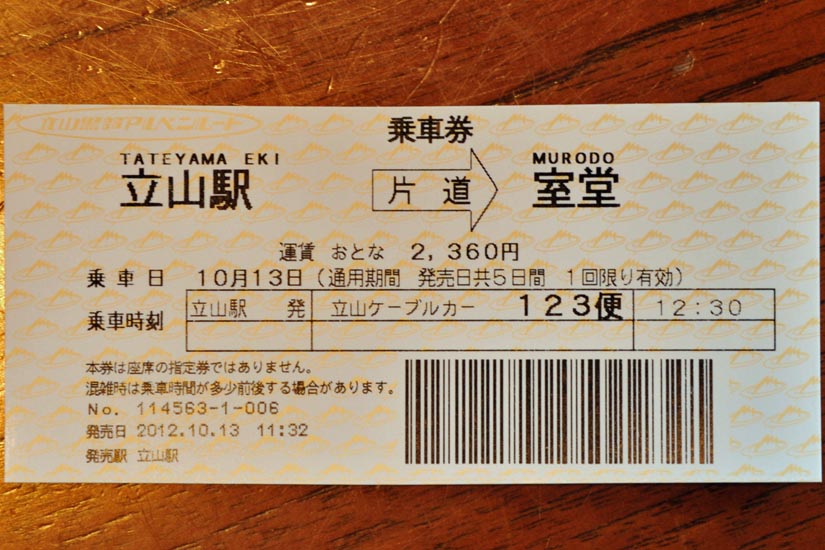 立山黒部アルペンルート
乗車券
TATEYAMA EKI
立山駅
片道
MURODO
室堂
運賃 おとな 2,360円
乗車日 10月13日(通用期間 発売日共5日間 1回限り有効)
乗車時刻 立山駅 発 立山ケーブルカー 123便 12:30
本券は座席の指定券ではありません。
混雑時は乗車時間が多少前後する場合があります。
No. 114563-1-006
発売日 2012.10.13 11:32
発売駅 立山駅